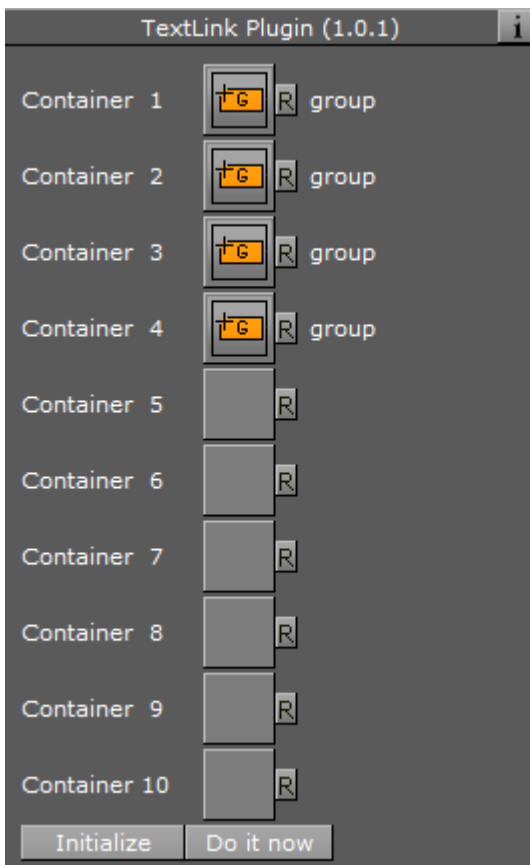 TextLink Plugin (1.0.1) i
Container 1 G R group
Container 2 G R group
Container 3 G R group
Container 4 G R group
Container 5 R
Container 6 R
Container 7 R
Container 8 R
Container 9 R
Container 10 R
Initialize Do it now